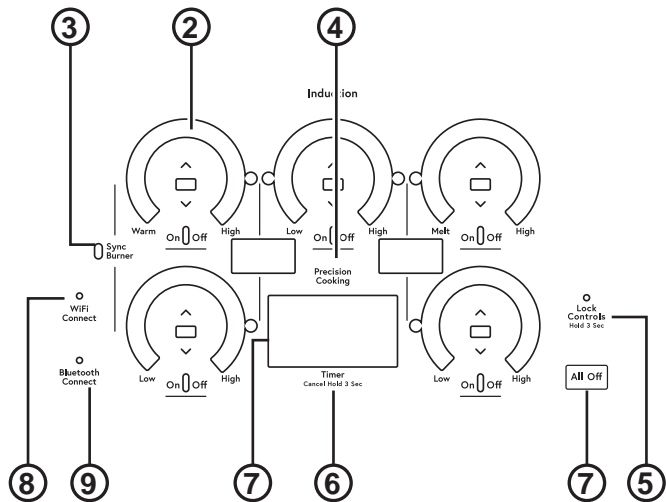 3
4
2
Induction
Warm
High
Low
High
Melt
High
On Off
On Off
On Off
Sync
Burner
Precision
Cooking
WiFi
Connect
Lock
Controls
Hold 3 Sec
Bluetooth
Connect
Low
High
Timer
Cancel Hold 3 Sec
Low
High
All Off
On Off
On Off
8
9
7
6
7
5